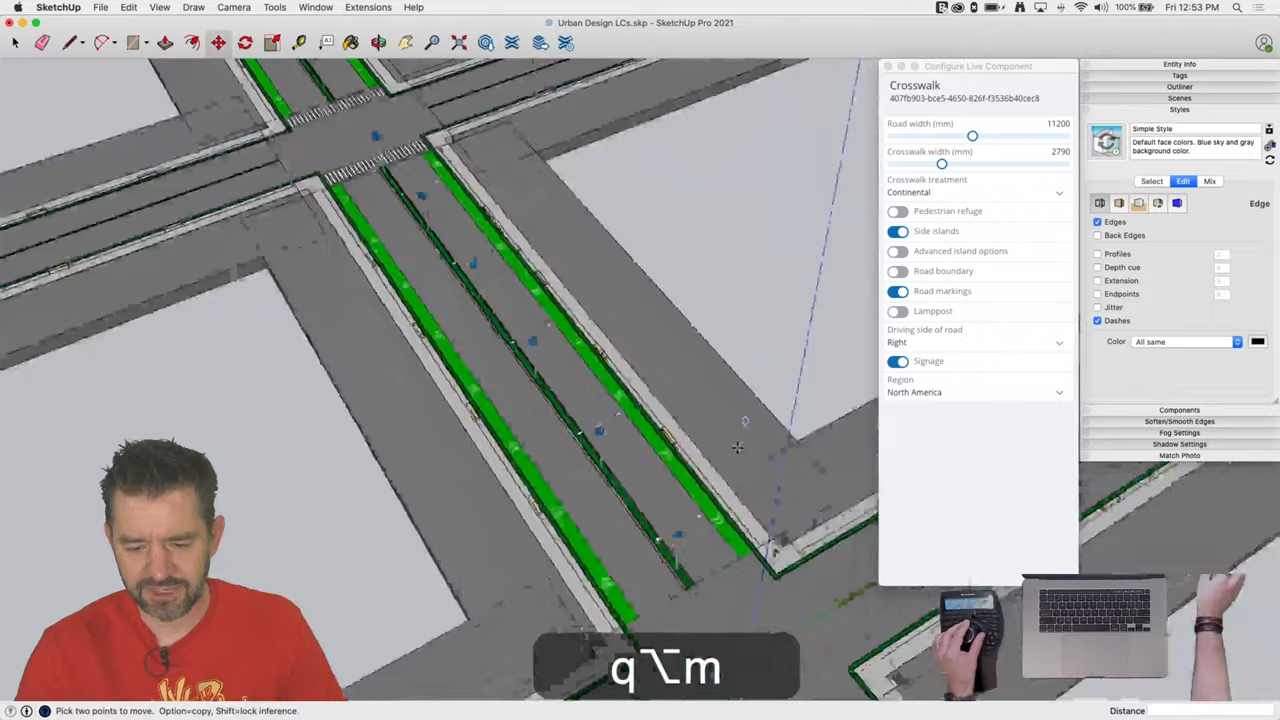 SketchUp File Edit View Draw Camera Tools Window Extensions Help 100% Fri 12:53 PM
Urban Design LCs.skp - SketchUp Pro 2021
Configure Live Component
Crosswalk
407fb903-bce5-4650-826f-f3536b40cec8
Road width (mm) 11200
Crosswalk width (mm) 2790
Crosswalk treatment
Continental
Pedestrian refuge
Side islands
Advanced island options
Road boundary
Road markings
Lamppost
Driving side of road
Right
Signage
Region
North America
Entity Info
Tags
Outliner
Scenes
Styles
Simple Style
Default face colors. Blue sky and gray
background color.
Select Edit Mix
Edge
Edges
Back Edges
Profiles
Depth cue
Extension
Endpoints
Jitter
Dashes
Color All same
Components
Soften/Smooth Edges
Fog Settings
Shadow Settings
Match Photo
q⌥m
Pick two points to move. Option=copy, Shift=lock inference.
Distance